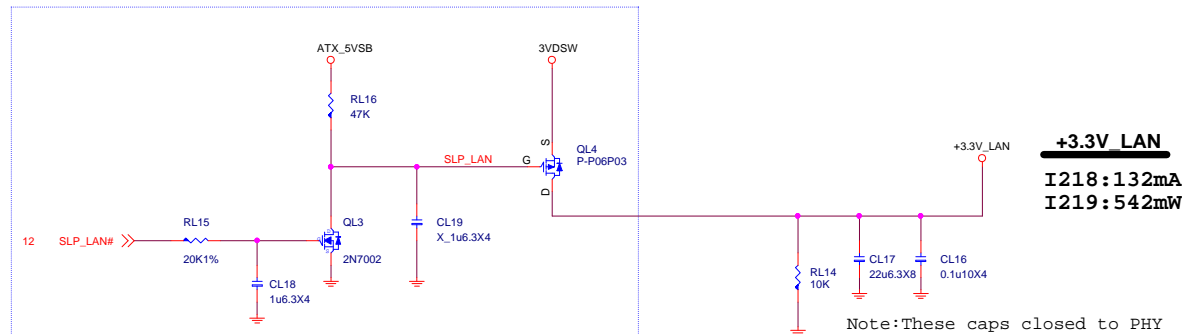 ATX_5VSB
3VDSW
RL16
47K
S
QL4
P-P06P03
G
SLP_LAN
D
+3.3V_LAN
+3.3V_LAN
I218:132mA
I219:542mW
RL15
QL3
CL19
X_1u6.3X4
12 SLP_LAN#
20K1%
2N7002
CL18
1u6.3X4
RL14
10K
CL17
22u6.3X8
CL16
0.1u10X4
Note:These caps closed to PHY